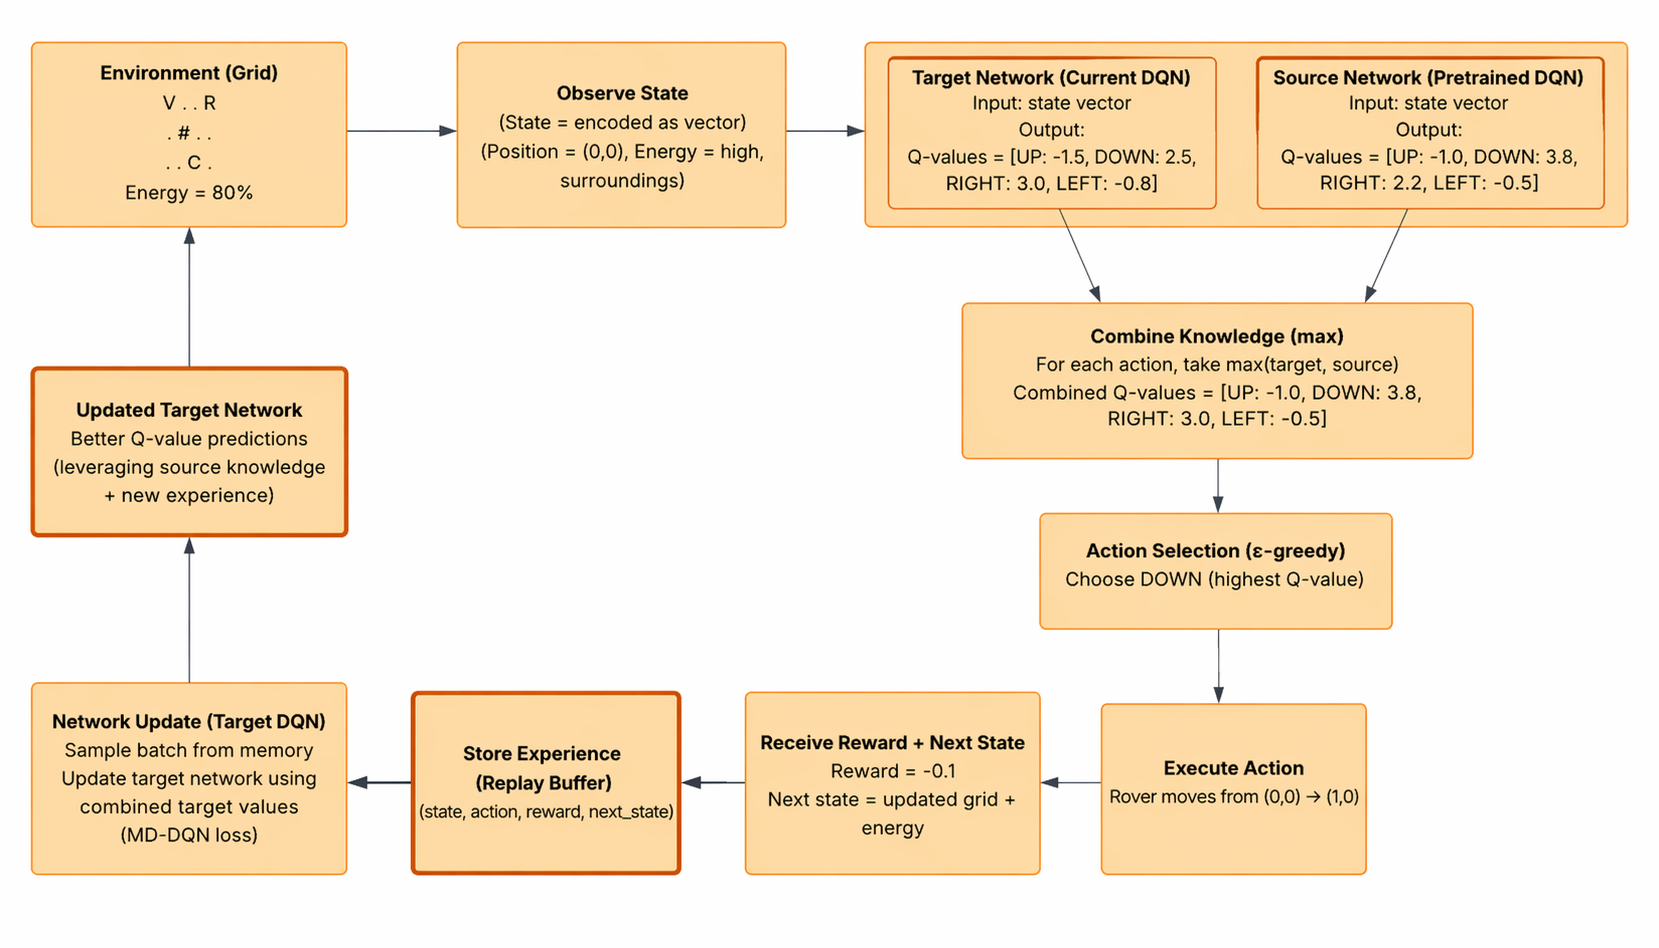 Environment (Grid)
V . . R
. # . .
. . C .
Energy = 80%
Observe State
(State = encoded as vector)
(Position = (0,0), Energy = high,
surroundings)
Target Network (Current DQN)
Input: state vector
Output:
Q-values = [UP: -1.5, DOWN: 2.5,
RIGHT: 3.0, LEFT: -0.8]
Source Network (Pretrained DQN)
Input: state vector
Output:
Q-values = [UP: -1.0, DOWN: 3.8,
RIGHT: 2.2, LEFT: -0.5]
Combine Knowledge (max)
For each action, take max(target, source)
Combined Q-values = [UP: -1.0, DOWN: 3.8,
RIGHT: 3.0, LEFT: -0.5]
Action Selection (ε-greedy)
Choose DOWN (highest Q-value)
Execute Action
Rover moves from (0,0) → (1,0)
Receive Reward + Next State
Reward = -0.1
Next state = updated grid +
energy
Store Experience
(Replay Buffer)
(state, action, reward, next_state)
Network Update (Target DQN)
Sample batch from memory
Update target network using
combined target values
(MD-DQN loss)
Updated Target Network
Better Q-value predictions
(leveraging source knowledge
+ new experience)